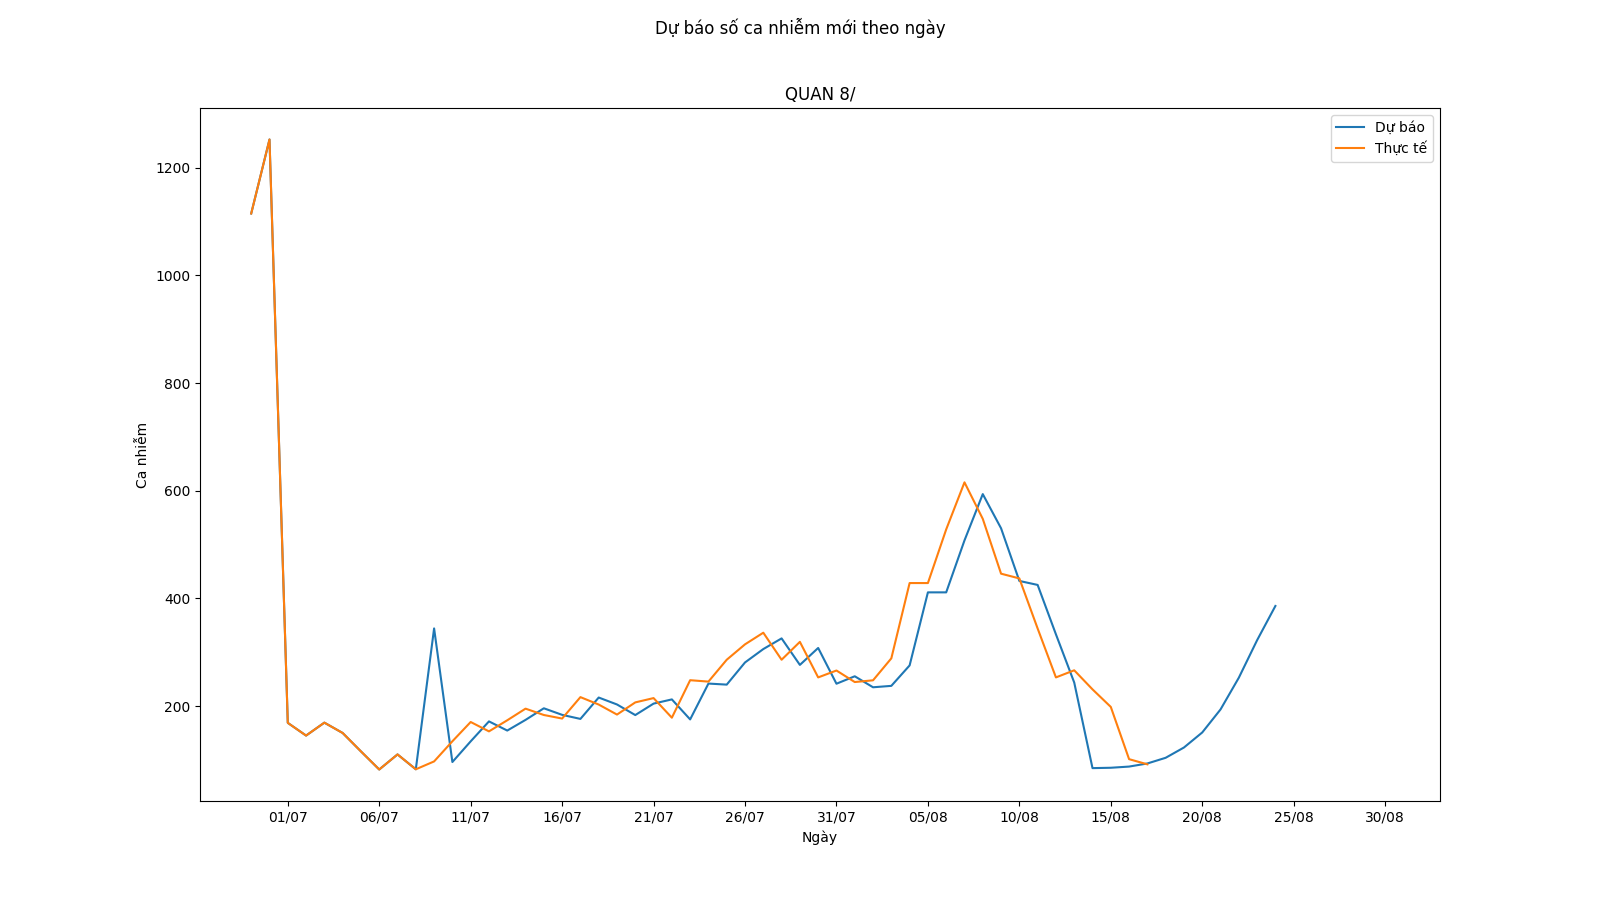 Dự báo số ca nhiễm mới theo ngày
QUAN 8/
Dự báo
Thực tế
1200
1000
800
600
400
200
Ca nhiễm
01/07 06/07 11/07 16/07 21/07 26/07 31/07 05/08 10/08 15/08 20/08 25/08 30/08
Ngày